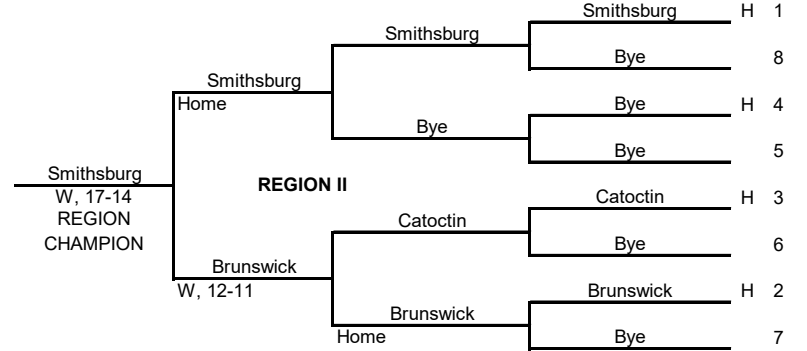 Smithsburg H 1
Smithsburg
Bye 8
Smithsburg
Home
Bye H 4
Bye
Bye 5
Smithsburg
W, 17-14
REGION
CHAMPION
REGION II
Catoctin H 3
Catoctin
Bye 6
Brunswick
W, 12-11
Brunswick H 2
Brunswick
Home
Bye 7